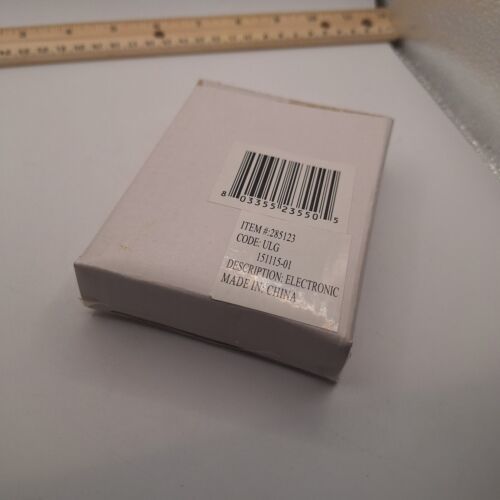 8 03355 23550 5
ITEM #:285123
CODE: ULG
151115-01
DESCRIPTION: ELECTRONIC
MADE IN: CHINA